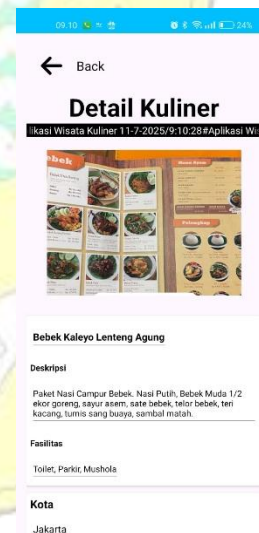 09.10
24%
Back
Detail Kuliner
likasi Wisata Kuliner 11-7-2025/9:10:28#Aplikasi Wi
Bebek Kaleyo Lenteng Agung
Deskripsi
Paket Nasi Campur Bebek. Nasi Putih, Bebek Muda 1/2
ekor goreng, sayur asem, sate bebek, telor bebek, teri
kacang, tumis sang buaya, sambal matah.
Fasilitas
Toilet, Parkir, Mushola
Kota
Jakarta